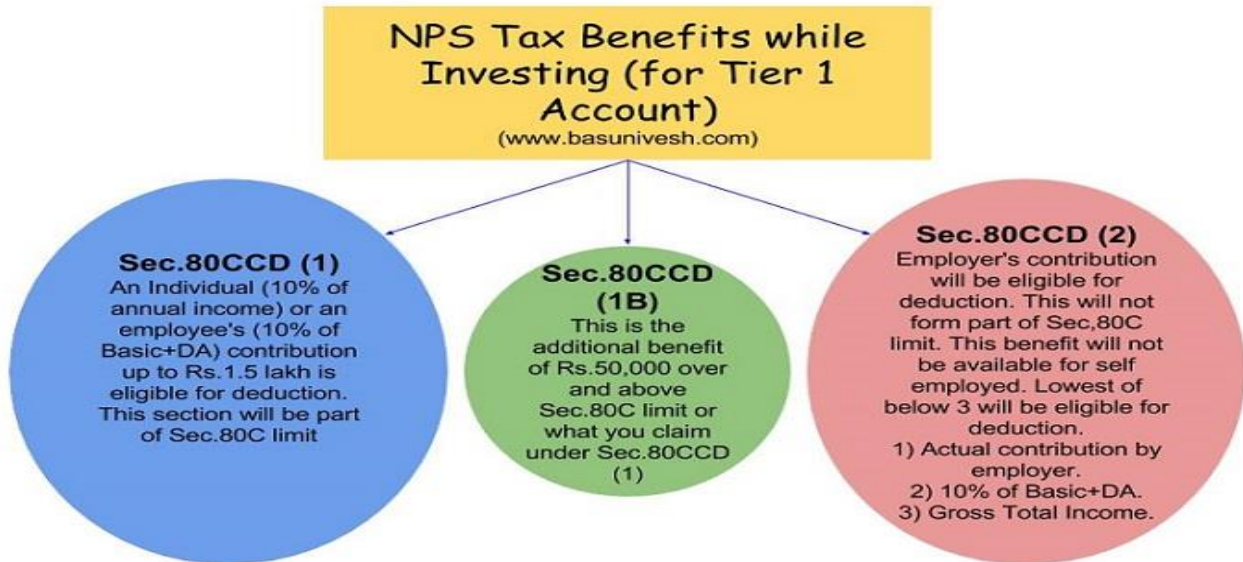 NPS Tax Benefits while
Investing (for Tier 1
Account)
(www.basunivesh.com)
Sec.80CCD (1)
An Individual (10% of
annual income) or an
employee's (10% of
Basic+DA) contribution
up to Rs.1.5 lakh is
eligible for deduction.
This section will be part
of Sec.80C limit
Sec.80CCD
(1B)
This is the
additional benefit
of Rs.50,000 over
and above
Sec.80C limit or
what you claim
under Sec.80CCD
(1)
Sec.80CCD (2)
Employer's contribution
will be eligible for
deduction. This will not
form part of Sec,80C
limit. This benefit will not
be available for self
employed. Lowest of
below 3 will be eligible for
deduction.
1) Actual contribution by
employer.
2) 10% of Basic+DA.
3) Gross Total Income.